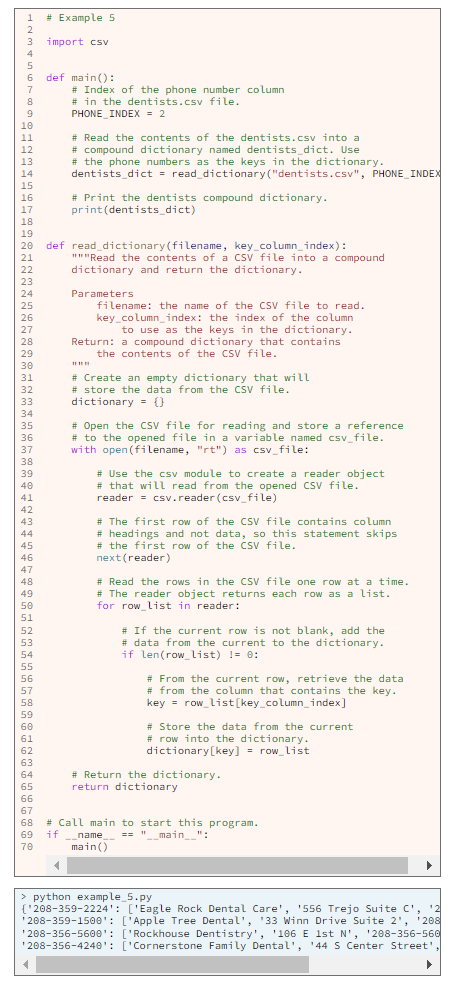 1 # Example 5
2
3 import csv
4
5
6 def main():
7     # Index of the phone number column
8     # in the dentists.csv file.
9     PHONE_INDEX = 2
10
11     # Read the contents of the dentists.csv into a
12     # compound dictionary named dentists_dict. Use
13     # the phone numbers as the keys in the dictionary.
14     dentists_dict = read_dictionary("dentists.csv", PHONE_INDEX
15
16     # Print the dentists compound dictionary.
17     print(dentists_dict)
18
19
20 def read_dictionary(filename, key_column_index):
21     """Read the contents of a CSV file into a compound
22     dictionary and return the dictionary.
23
24     Parameters
25         filename: the name of the CSV file to read.
26         key_column_index: the index of the column
27             to use as the keys in the dictionary.
28     Return: a compound dictionary that contains
29         the contents of the CSV file.
30     """
31     # Create an empty dictionary that will
32     # store the data from the CSV file.
33     dictionary = {}
34
35     # Open the CSV file for reading and store a reference
36     # to the opened file in a variable named csv_file.
37     with open(filename, "rt") as csv_file:
38
39         # Use the csv module to create a reader object
40         # that will read from the opened CSV file.
41         reader = csv.reader(csv_file)
42
43         # The first row of the CSV file contains column
44         # headings and not data, so this statement skips
45         # the first row of the CSV file.
46         next(reader)
47
48         # Read the rows in the CSV file one row at a time.
49         # The reader object returns each row as a list.
50         for row_list in reader:
51
52             # If the current row is not blank, add the
53             # data from the current to the dictionary.
54             if len(row_list) != 0:
55
56                 # From the current row, retrieve the data
57                 # from the column that contains the key.
58                 key = row_list[key_column_index]
59
60                 # Store the data from the current
61                 # row into the dictionary.
62                 dictionary[key] = row_list
63
64     # Return the dictionary.
65     return dictionary
66
67
68 # Call main to start this program.
69 if __name__ == "__main__":
70     main()
> python example_5.py
{'208-359-2224': ['Eagle Rock Dental Care', '556 Trejo Suite C', '2
'208-359-1500': ['Apple Tree Dental', '33 Winn Drive Suite 2', '208
'208-356-5600': ['Rockhouse Dentistry', '106 E 1st N', '208-356-560
'208-356-4240': ['Cornerstone Family Dental', '44 S Center Street',